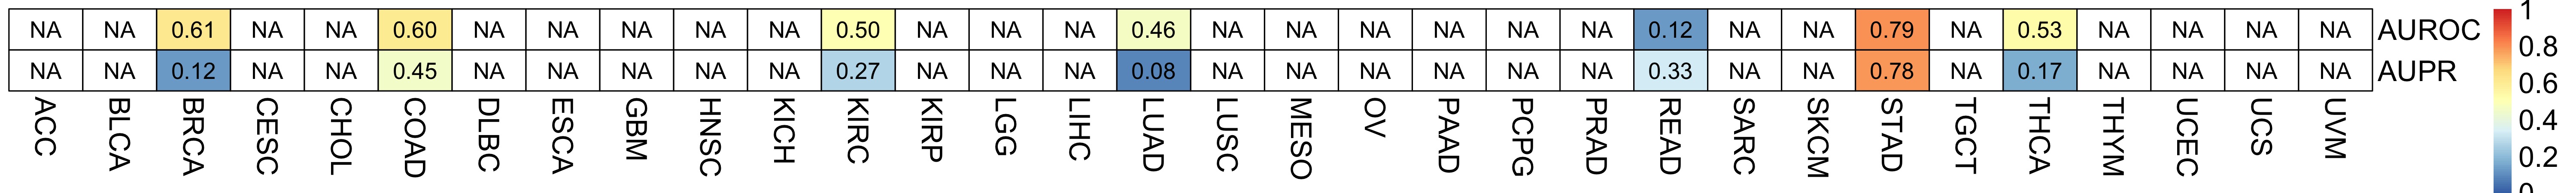 NA NA 0.61 NA NA 0.60 NA NA NA NA NA 0.50 NA NA NA 0.46 NA NA NA NA NA NA 0.12 NA NA 0.79 NA 0.53 NA NA NA NA AUROC
NA NA 0.12 NA NA 0.45 NA NA NA NA NA 0.27 NA NA NA 0.08 NA NA NA NA NA NA 0.33 NA NA 0.78 NA 0.17 NA NA NA NA AUPR
ACC BLCA BRCA CESC CHOL COAD DLBC ESCA GBM HNSC KICH KIRC KIRP LGG LIHC LUAD LUSC MESO OV PAAD PCPG PRAD READ SARC SKCM STAD TGCT THCA THYM UCEC UCS UVM
1
0.8
0.6
0.4
0.2
0